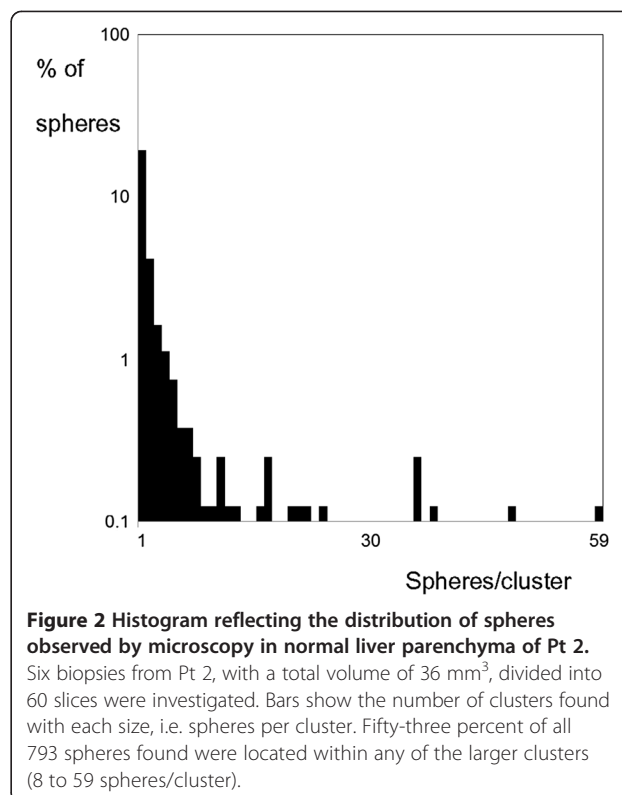 100
% of
spheres
10
1
0.1
1 30 59
Spheres/cluster
Figure 2 Histogram reflecting the distribution of spheres
observed by microscopy in normal liver parenchyma of Pt 2.
Six biopsies from Pt 2, with a total volume of 36 mm³, divided into
60 slices were investigated. Bars show the number of clusters found
with each size, i.e. spheres per cluster. Fifty-three percent of all
793 spheres found were located within any of the larger clusters
(8 to 59 spheres/cluster).